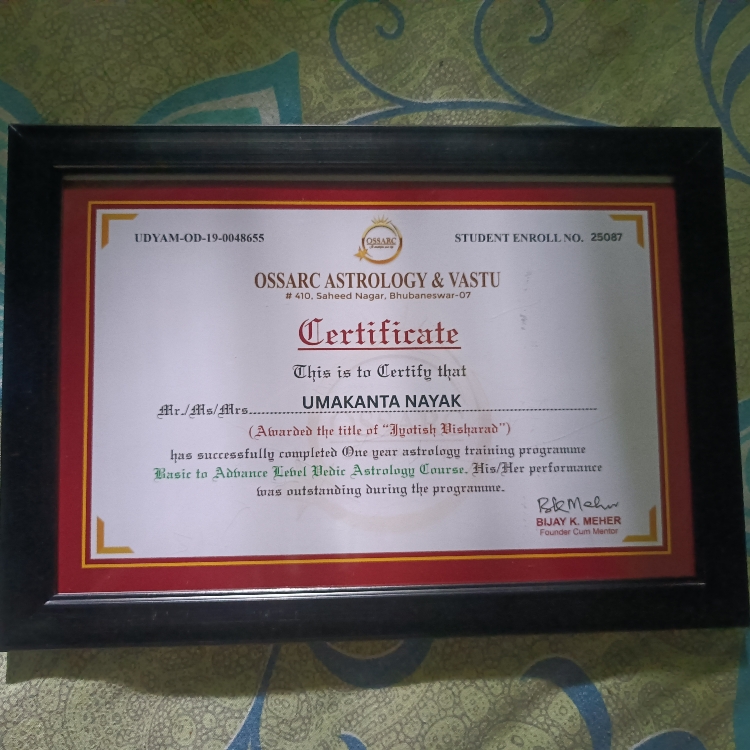 UDYAM-OD-19-0048655
OSSARC
STUDENT ENROLL NO. 25087
OSSARC ASTROLOGY & VASTU
# 410, Saheed Nagar, Bhubaneswar-07
Certificate
This is to Certify that
Mr./Ms/Mrs. UMAKANTA NAYAK
(Awarded the title of "Jyotish Visharad")
has successfully completed One year astrology training programme
Basic to Advance Level Vedic Astrology Course. His/Her performance
was outstanding during the programme.
BKMeher
BIJAY K. MEHER
Founder Cum Mentor